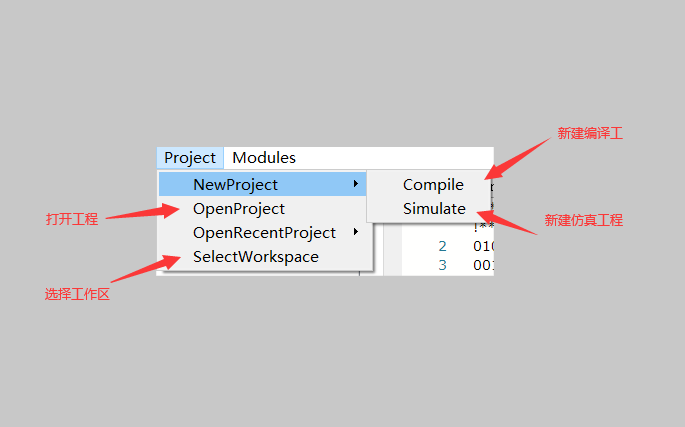 新建编译工
Project Modules
NewProject
Compile
打开工程
OpenProject
Simulate
新建仿真工程
OpenRecentProject
!**
2 010
SelectWorkspace
3 001
选择工作区